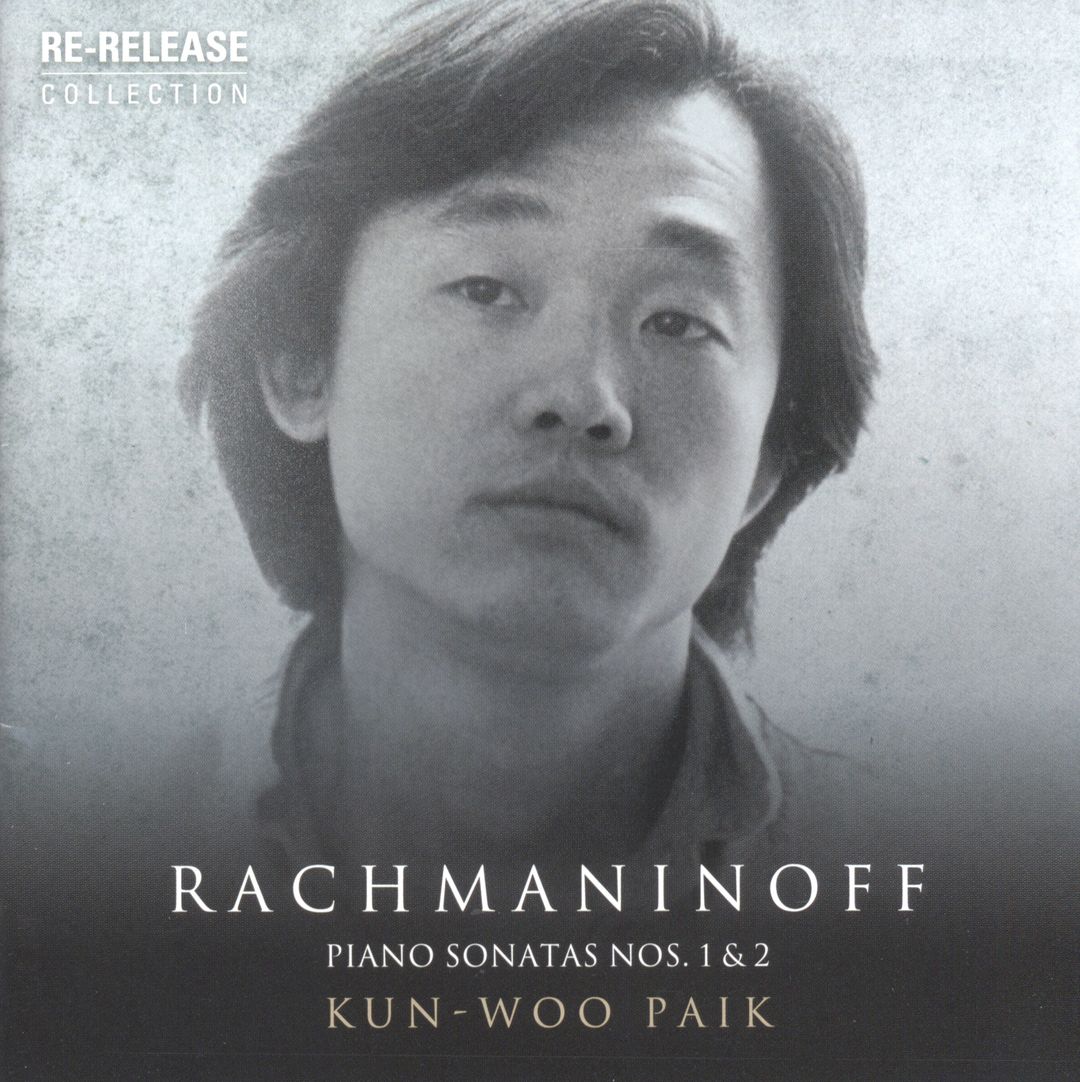 RE-RELEASE
COLLECTION
RACHMANINOFF
PIANO SONATAS NOS. 1 & 2
KUN-WOO PAIK